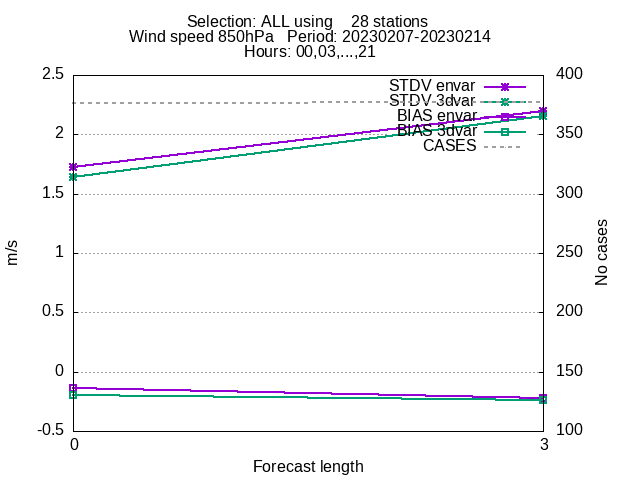 Selection: ALL using    28 stations
Wind speed 850hPa   Period: 20230207-20230214
Hours: 00,03,...,21
2.5
2
1.5
1
0.5
0
-0.5
m/s
400
350
300
250
200
150
100
No cases
STDV envar
STDV 3dvar
BIAS envar
BIAS 3dvar
CASES
0
3
Forecast length